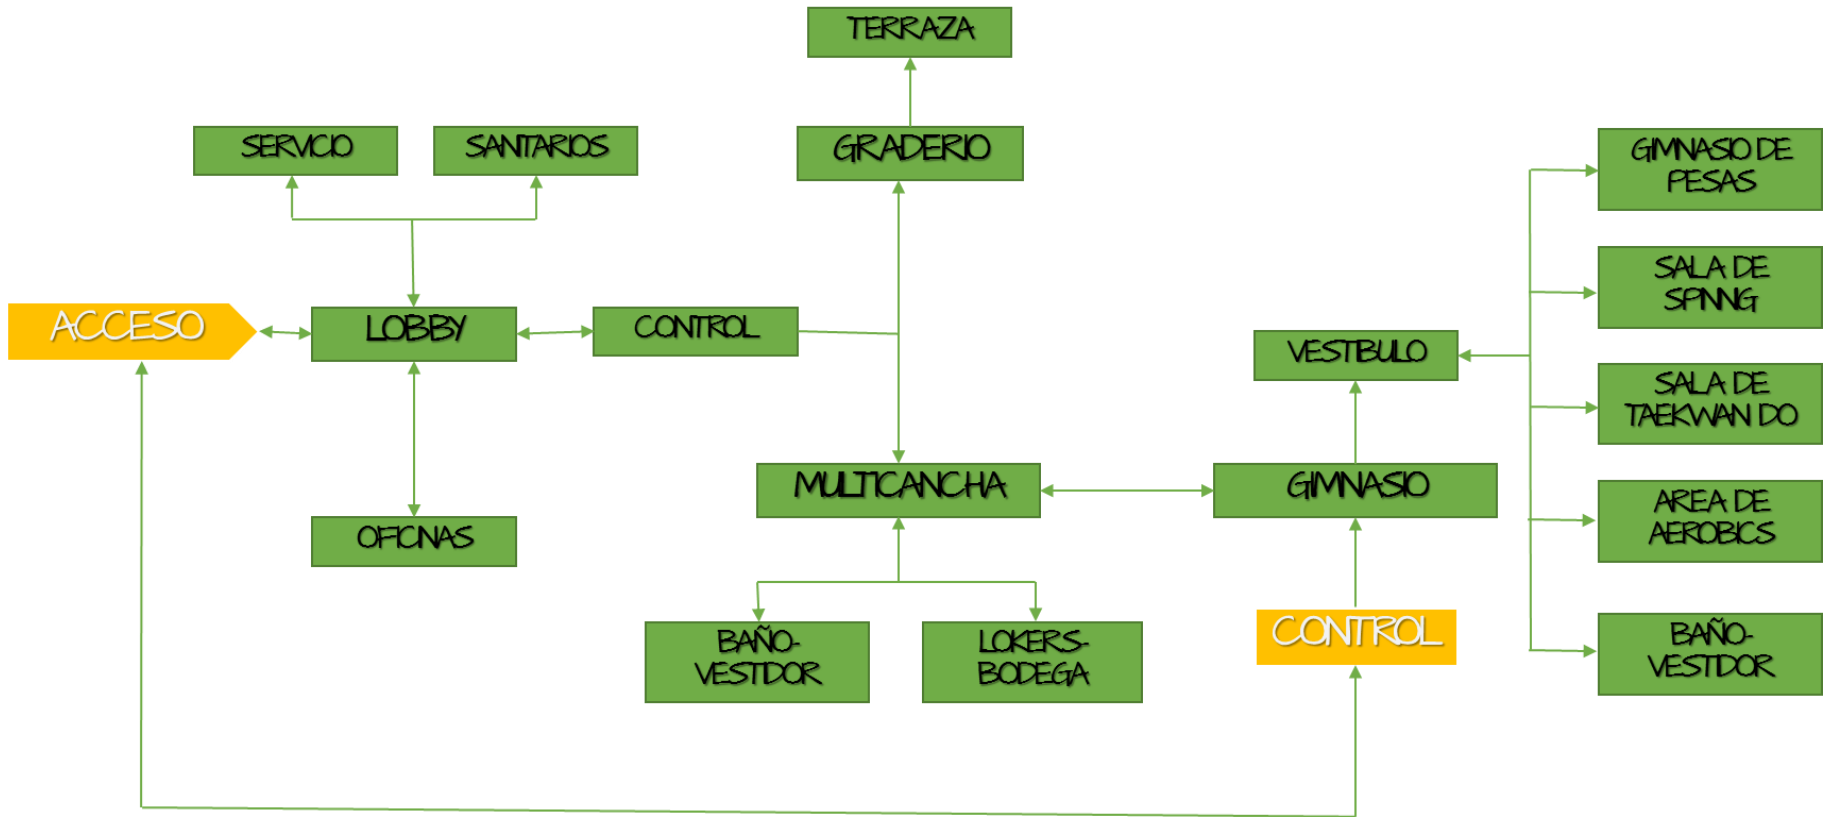 TERRAZA
SERVICIO
SANITARIOS
GRADERIO
GIMNASIO DE
PESAS
SALA DE
SPINNG
ACCESO
LOBBY
CONTROL
VESTIBULO
SALA DE
TAEKWAN DO
MULTICANCHA
GIMNASIO
OFICINAS
AREA DE
AEROBICS
BAÑO-
VESTIDOR
LOKERS-
BODEGA
CONTROL
BAÑO-
VESTIDOR